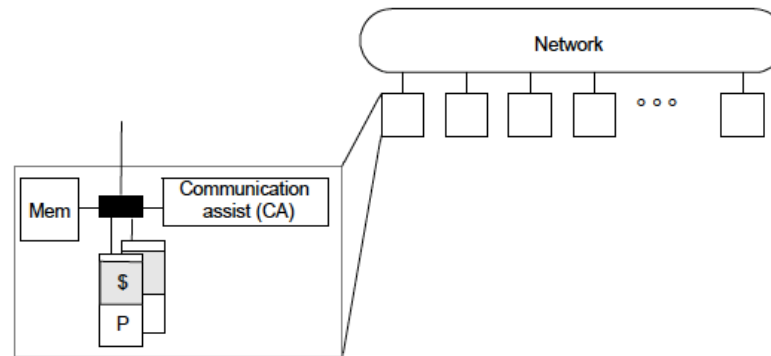 Network
° ° °
Communication
assist (CA)
Mem
$
P